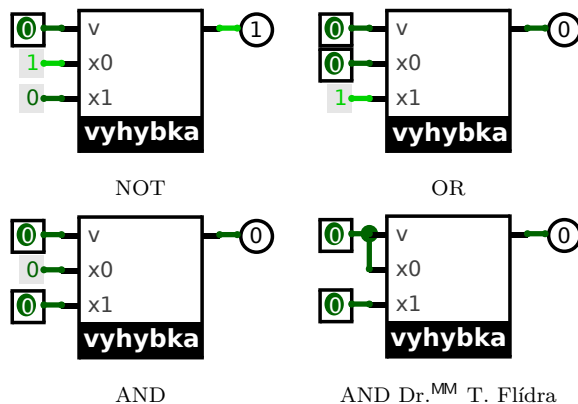 0 v 1 0 v 0
1 x0 0 x0
0 x1 1 x1
vyhybka vyhybka
NOT OR
0 v 0 0 v 0
0 x0 x0
0 x1 0 x1
vyhybka vyhybka
AND AND Dr.ᴹᴹ T. Flídra